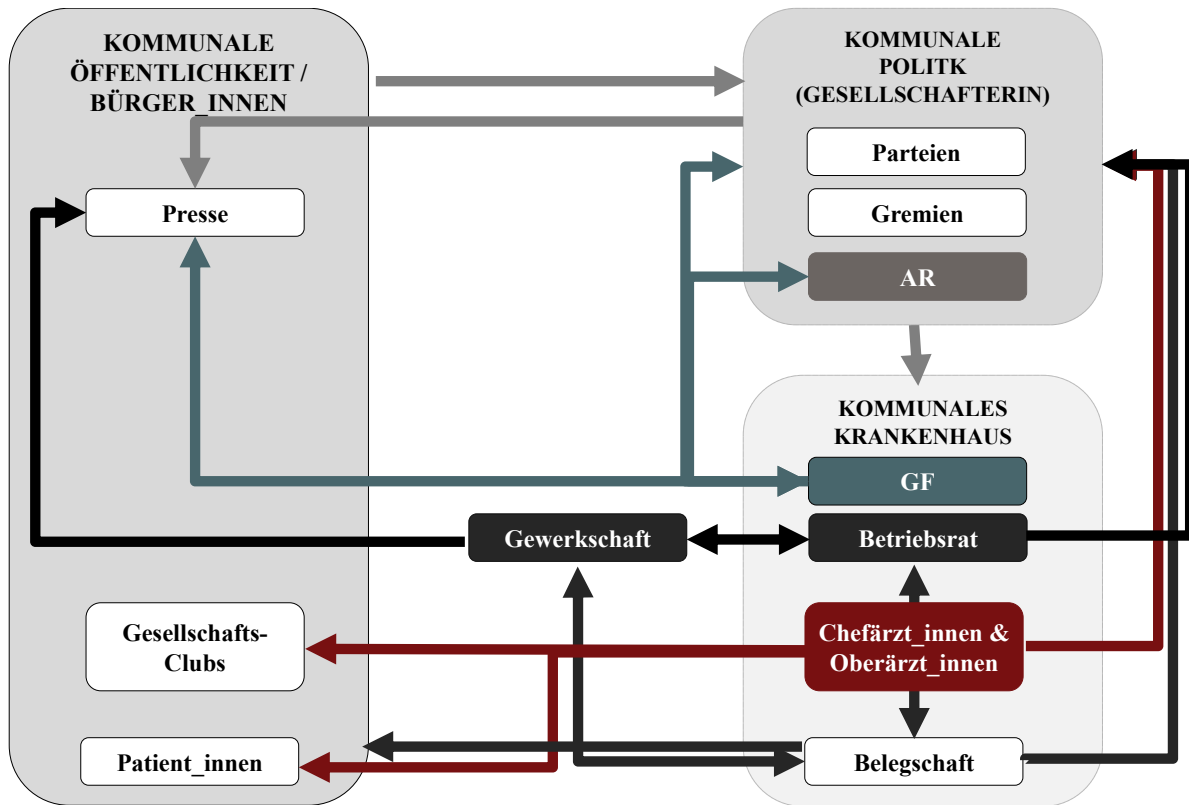 KOMMUNALE
ÖFFENTLICHKEIT /
BÜRGER_INNEN
Presse
Gesellschafts-
Clubs
Patient_innen
KOMMUNALE
POLITK
(GESELLSCHAFTERIN)
Parteien
Gremien
AR
KOMMUNALES
KRANKENHAUS
GF
Gewerkschaft
Betriebsrat
Chefärzt_innen &
Oberärzt_innen
Belegschaft